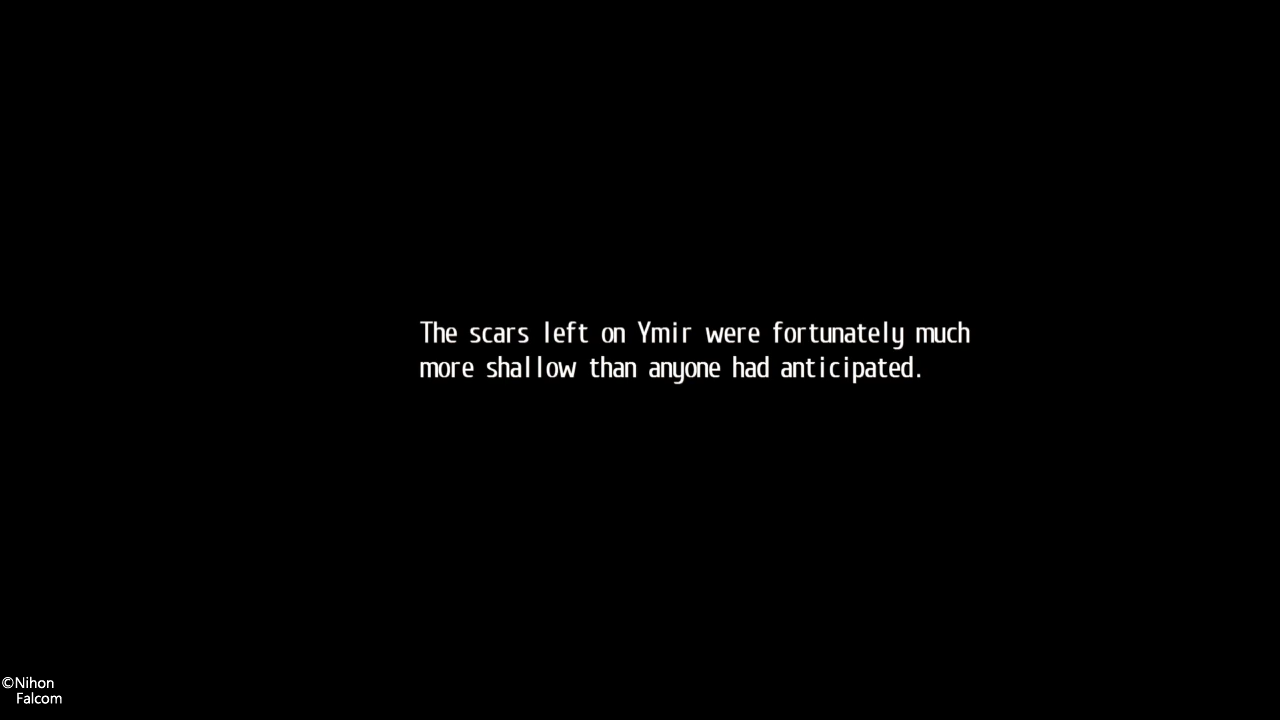 The scars left on Ymir were fortunately much
more shallow than anyone had anticipated.
©Nihon
Falcom